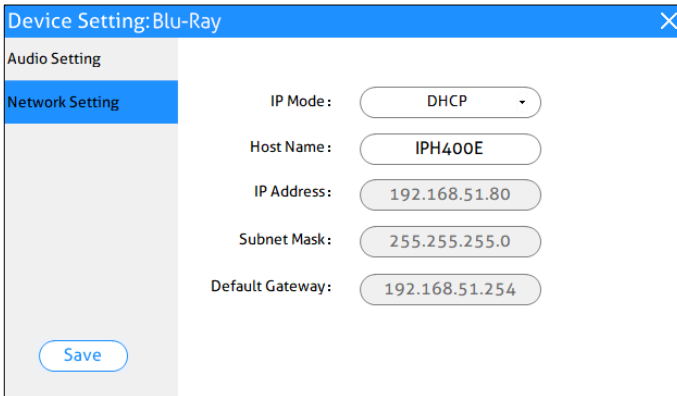 Device Setting:Blu-Ray
Audio Setting
Network Setting
IP Mode: DHCP
Host Name: IPH400E
IP Address: 192.168.51.80
Subnet Mask: 255.255.255.0
Default Gateway: 192.168.51.254
Save